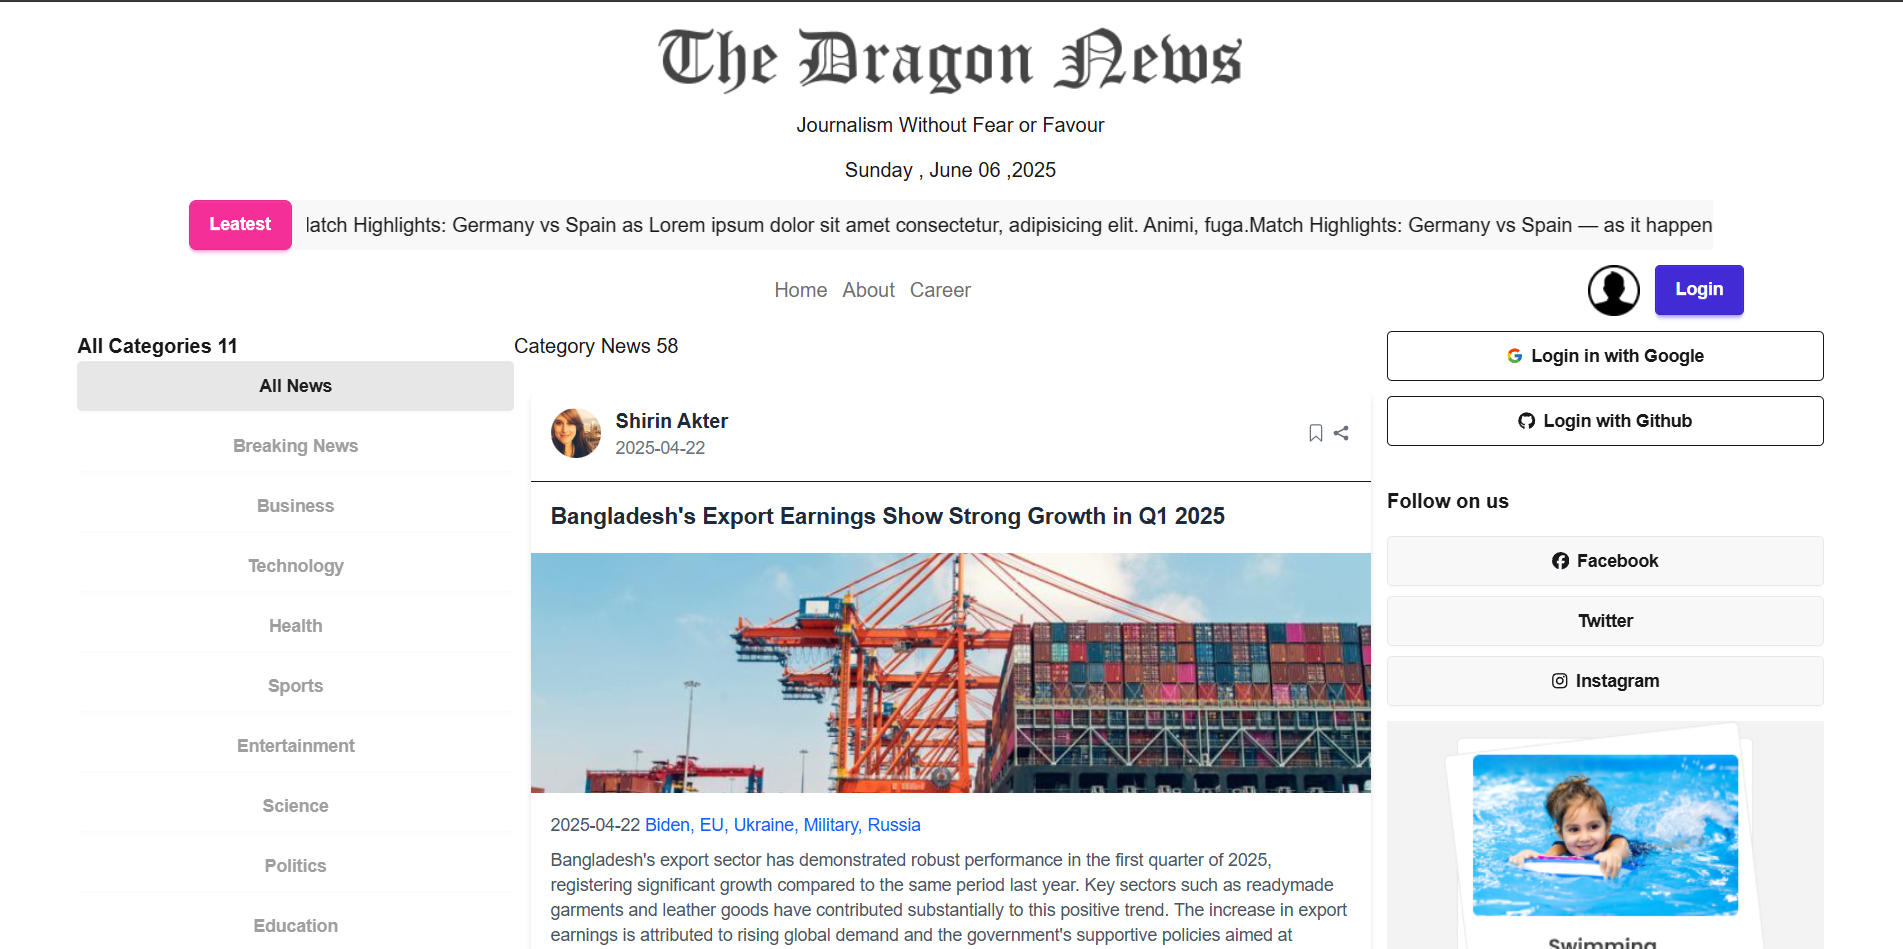 The Dragon News
Journalism Without Fear or Favour
Sunday , June 06 ,2025
Leatest
Highlights: Germany vs Spain as Lorem ipsum dolor sit amet consectetur, adipisicing elit. Animi, fuga.Match Highlights: Germany vs Spain — as it happen
Home About Career
Login
All Categories 11
All News
Breaking News
Business
Technology
Health
Sports
Entertainment
Science
Politics
Education
Category News 58
Shirin Akter
2025-04-22
Bangladesh's Export Earnings Show Strong Growth in Q1 2025
2025-04-22 Biden, EU, Ukraine, Military, Russia
Bangladesh's export sector has demonstrated robust performance in the first quarter of 2025,
registering significant growth compared to the same period last year. Key sectors such as readymade
garments and leather goods have contributed substantially to this positive trend. The increase in export
earnings is attributed to rising global demand and the government's supportive policies aimed at
Login in with Google
Login with Github
Follow on us
Facebook
Twitter
Instagram
Swimming